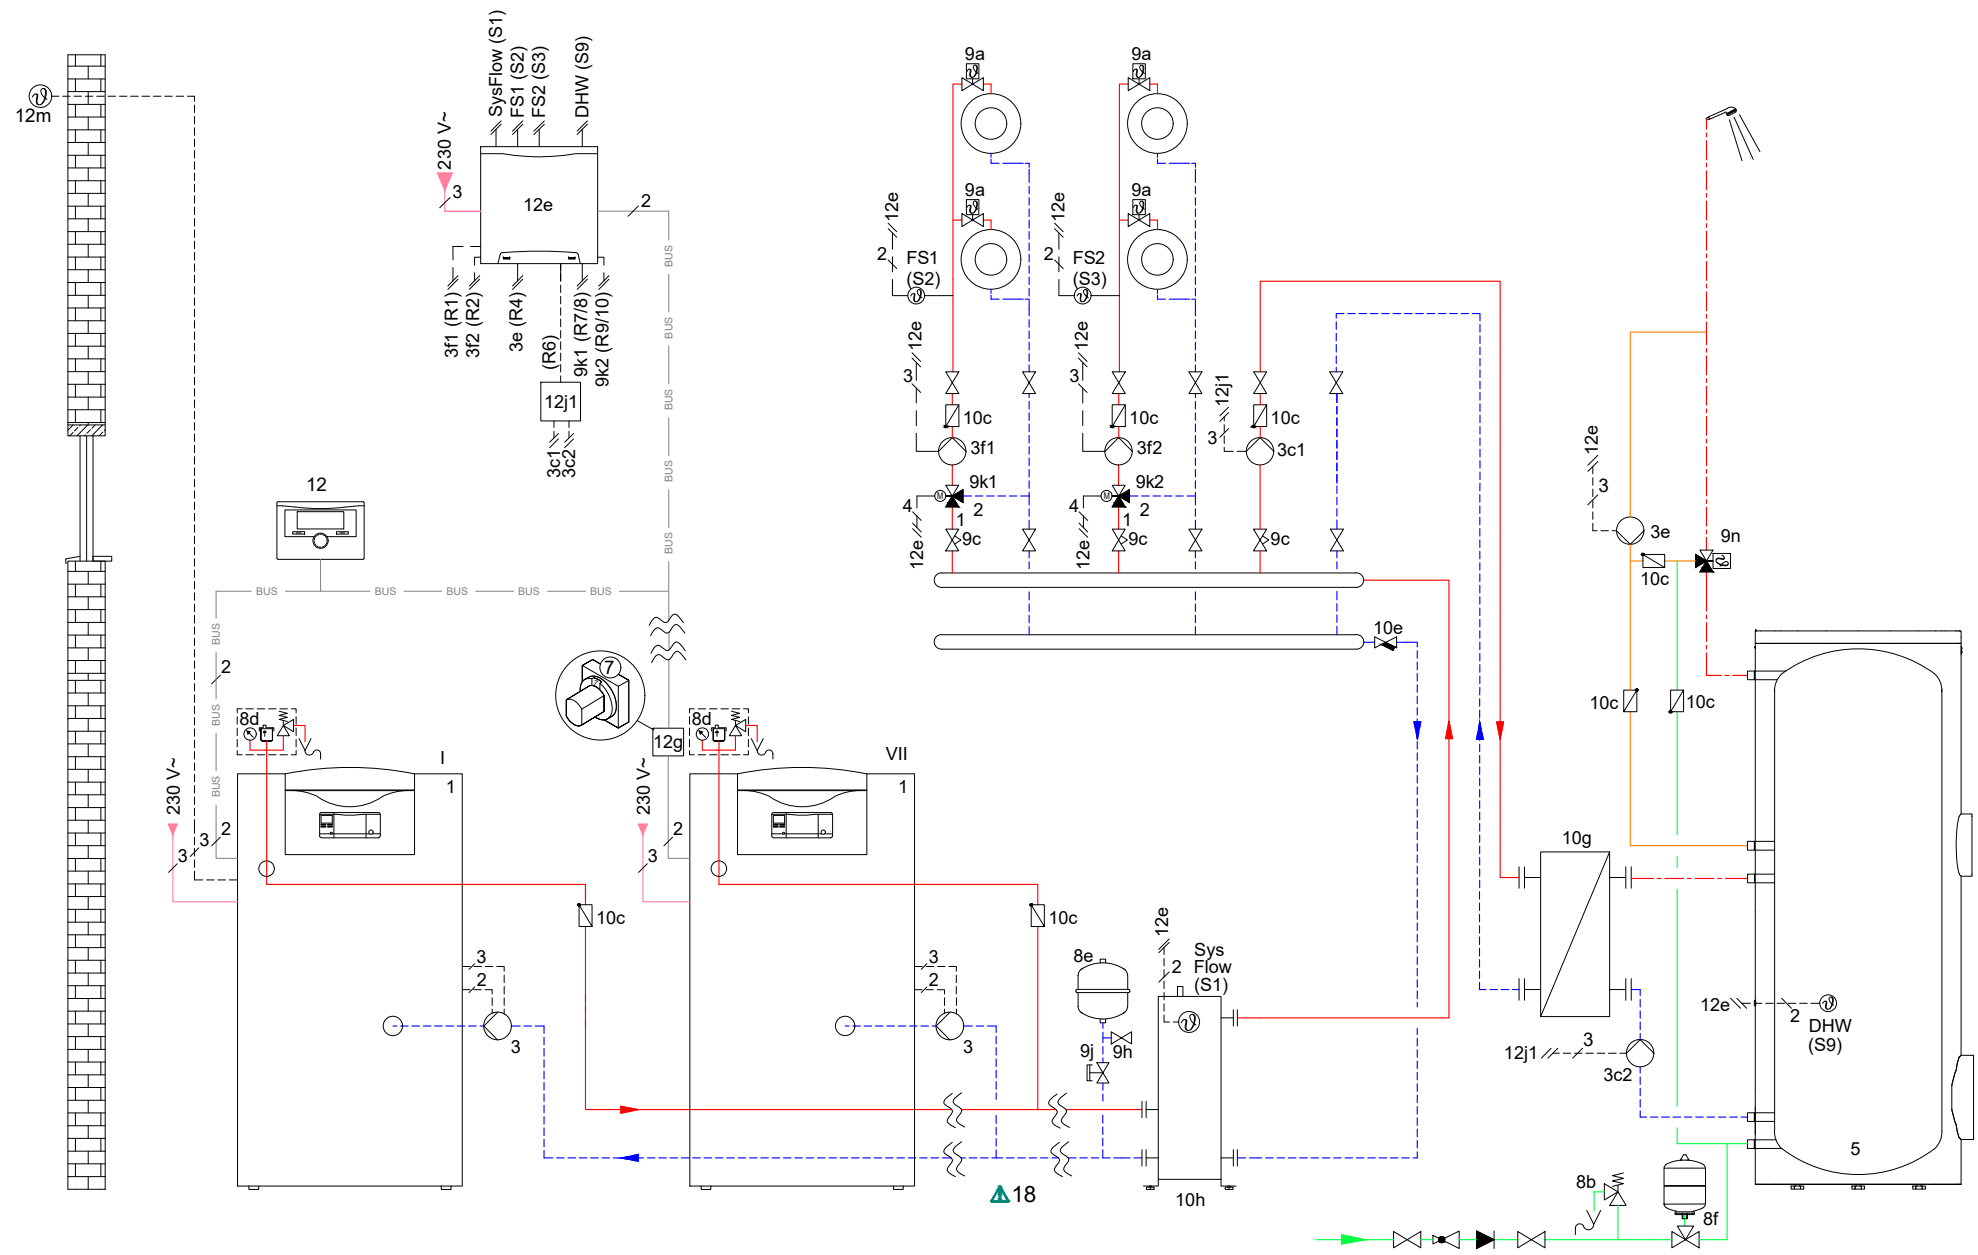 12m
230 V~
3
SysFlow (S1)
FS1 (S2)
FS2 (S3)
DHW (S9)
12e
2
BUS
BUS
BUS
BUS
BUS
3f1 (R1)
3f2 (R2)
3e (R4)
(R6)
9k1 (R7/8)
9k2 (R9/10)
12j1
3c1
3c2
12
BUS
BUS
BUS
BUS
BUS
BUS
2
BUS
BUS
9a
9a
9a
9a
12e
2
FS1
(S2)
12e
2
FS2
(S3)
12e
3
10c
3f1
12e
3
10c
3f2
12j1
3
10c
3c1
9k1
4
1
2
12e
9c
9k2
4
1
2
12e
9c
9c
10e
12e
3
3e
9n
10c
10c
10c
7
12g
8d
8d
I
1
VII
1
230 V~
3
3
2
230 V~
3
2
10c
10c
3
2
3
3
2
3
8e
9j
9h
12e
2
Sys
Flow
(S1)
10h
18
10g
12j1
3
3c2
12e
2
DHW
(S9)
5
8b
8f